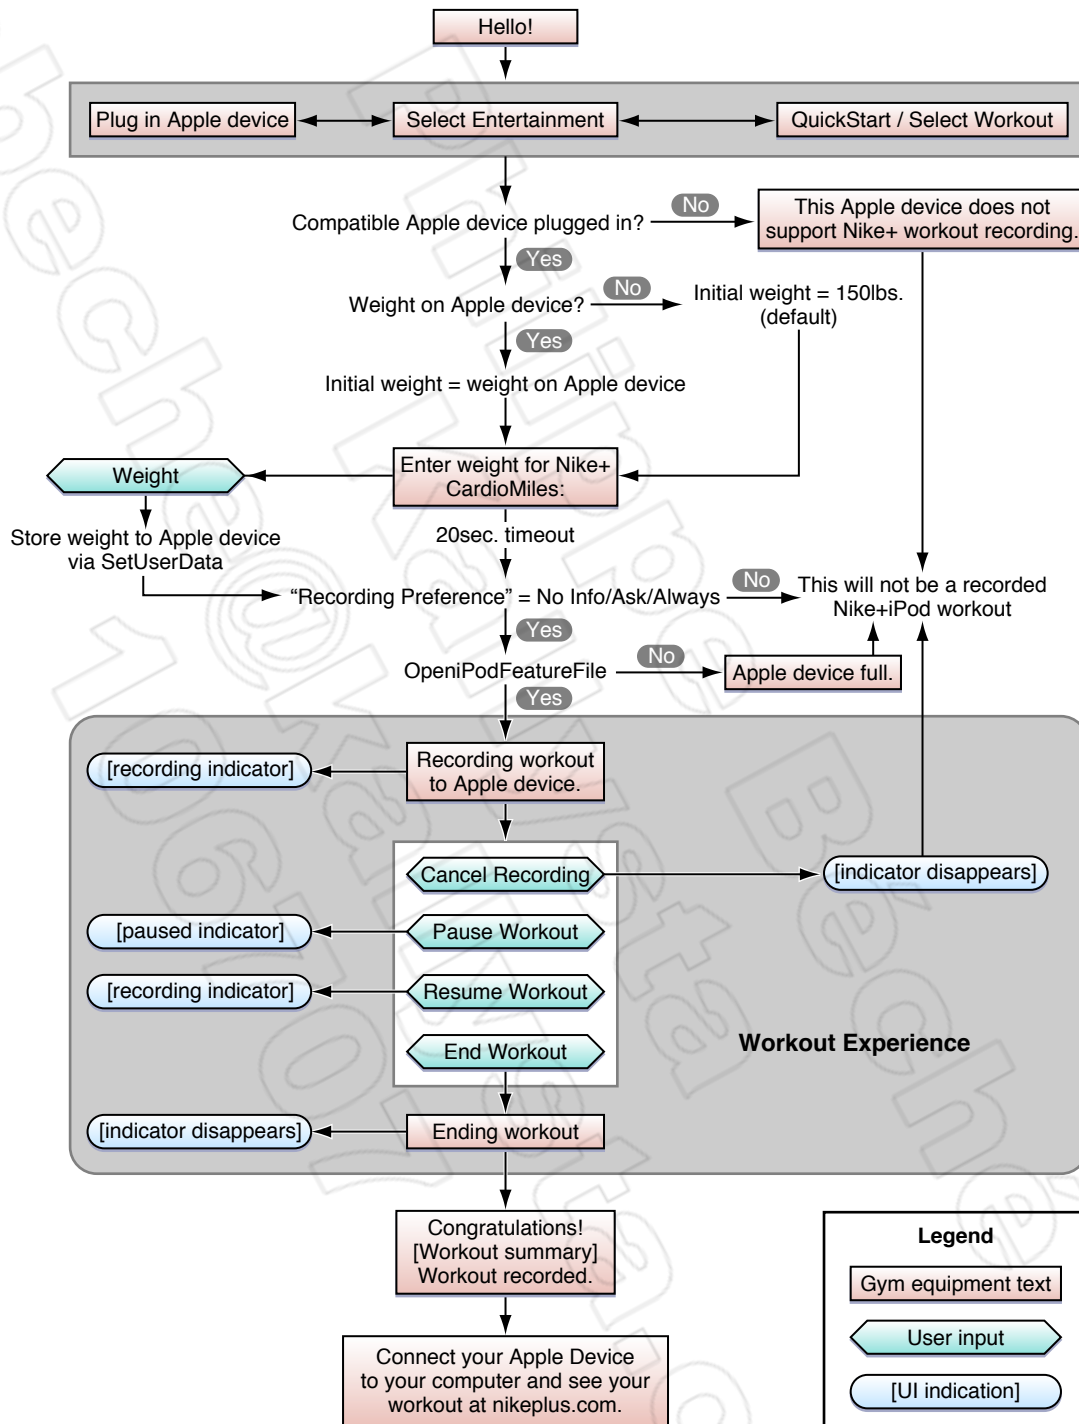 Hello!
Plug in Apple device
Select Entertainment
QuickStart / Select Workout
Compatible Apple device plugged in?
No
This Apple device does not
support Nike+ workout recording.
Yes
Weight on Apple device?
No
Initial weight = 150lbs.
(default)
Yes
Initial weight = weight on Apple device
Weight
Enter weight for Nike+
CardioMiles:
Store weight to Apple device
via SetUserData
20sec. timeout
“Recording Preference” = No Info/Ask/Always
No
This will not be a recorded
Nike+iPod workout
Yes
OpeniPodFeatureFile
No
Apple device full.
Yes
[recording indicator]
Recording workout
to Apple device.
Cancel Recording
[indicator disappears]
[paused indicator]
Pause Workout
[recording indicator]
Resume Workout
End Workout
Workout Experience
[indicator disappears]
Ending workout
Congratulations!
[Workout summary]
Workout recorded.
Connect your Apple Device
to your computer and see your
workout at nikeplus.com.
Legend
Gym equipment text
User input
[UI indication]
Philippe Béché
Kallysta
106707